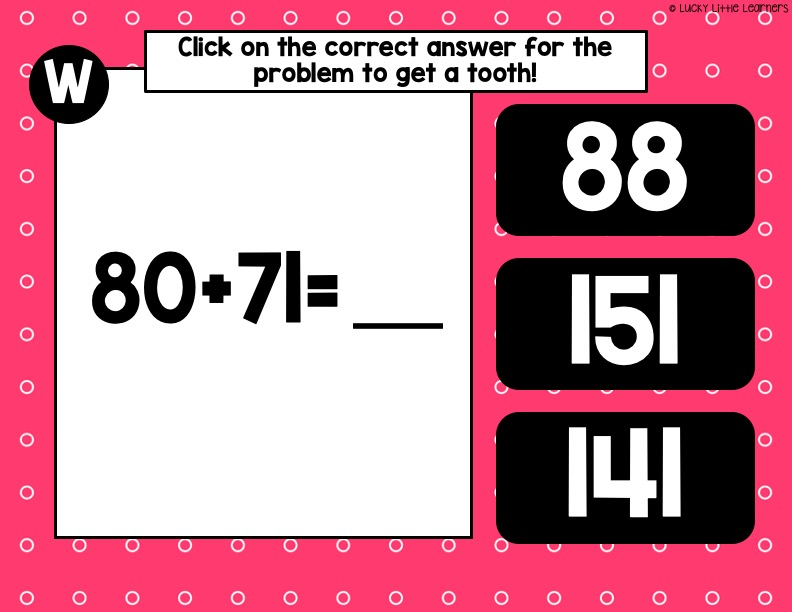 © Lucky Little Learners
Click on the correct answer for the
problem to get a tooth!
W
80+71= ___
88
151
141